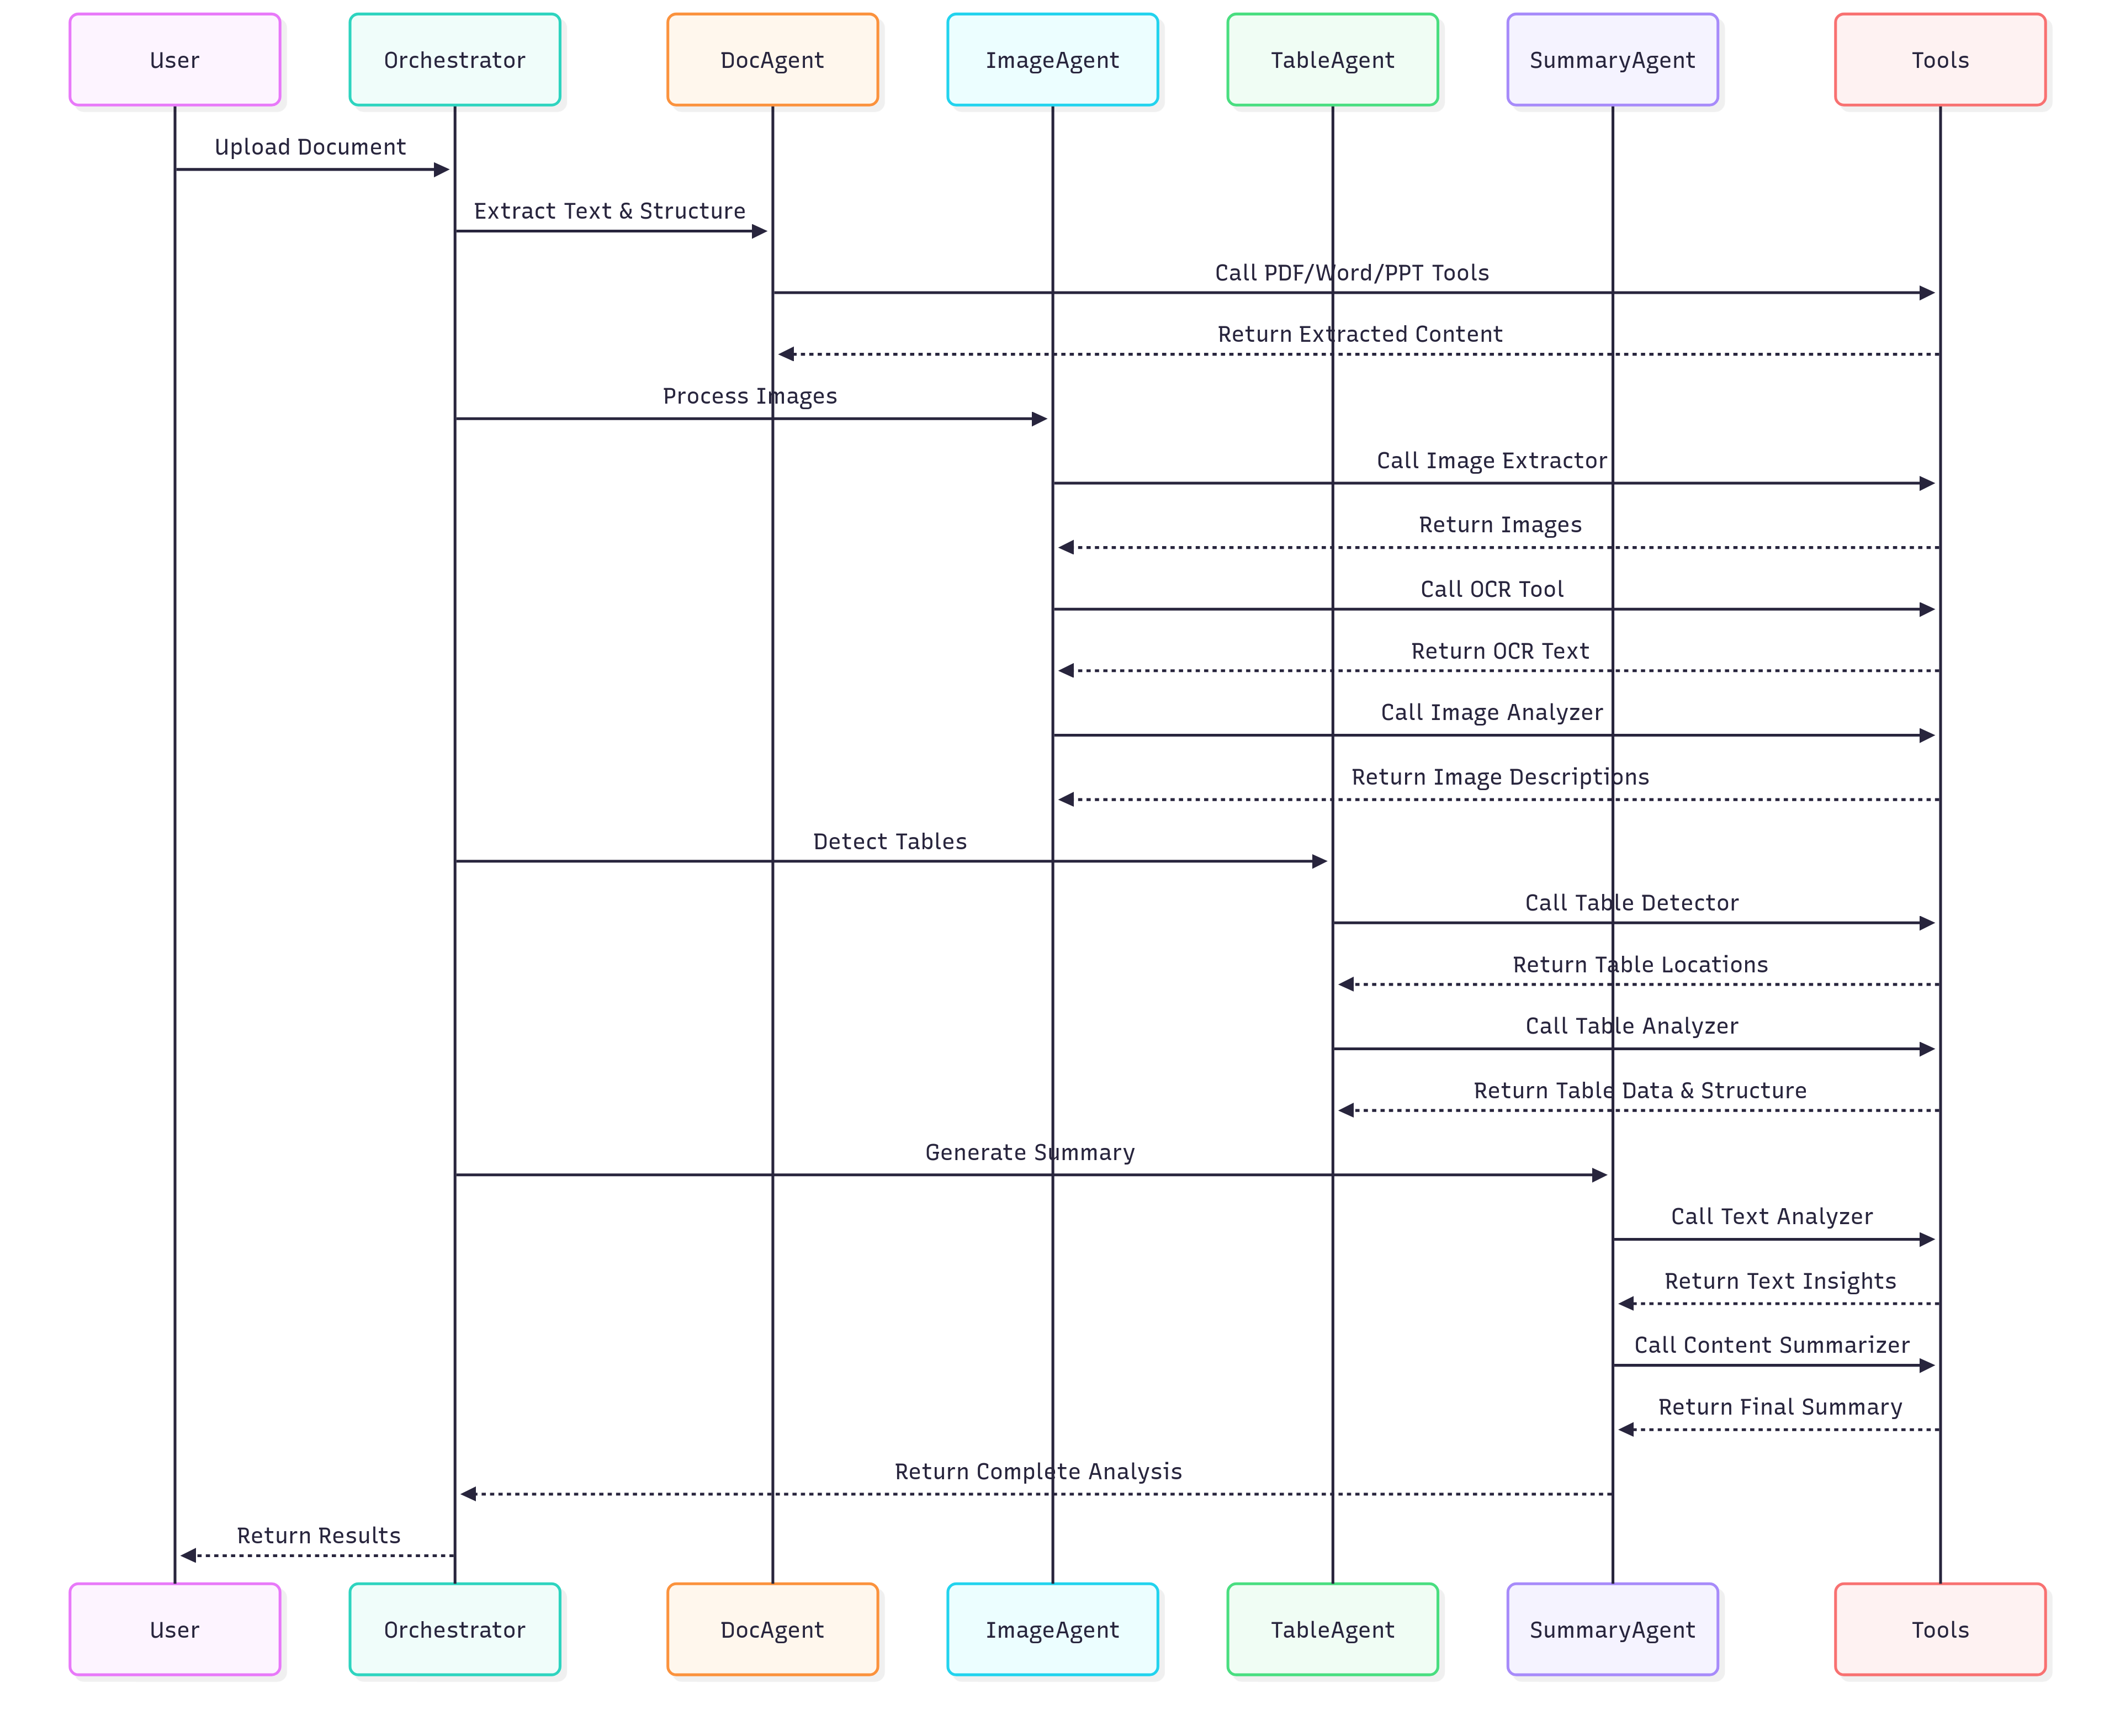 User
Orchestrator
DocAgent
ImageAgent
TableAgent
SummaryAgent
Tools
Upload Document
Extract Text & Structure
Call PDF/Word/PPT Tools
Return Extracted Content
Process Images
Call Image Extractor
Return Images
Call OCR Tool
Return OCR Text
Call Image Analyzer
Return Image Descriptions
Detect Tables
Call Table Detector
Return Table Locations
Call Table Analyzer
Return Table Data & Structure
Generate Summary
Call Text Analyzer
Return Text Insights
Call Content Summarizer
Return Final Summary
Return Complete Analysis
Return Results
User
Orchestrator
DocAgent
ImageAgent
TableAgent
SummaryAgent
Tools